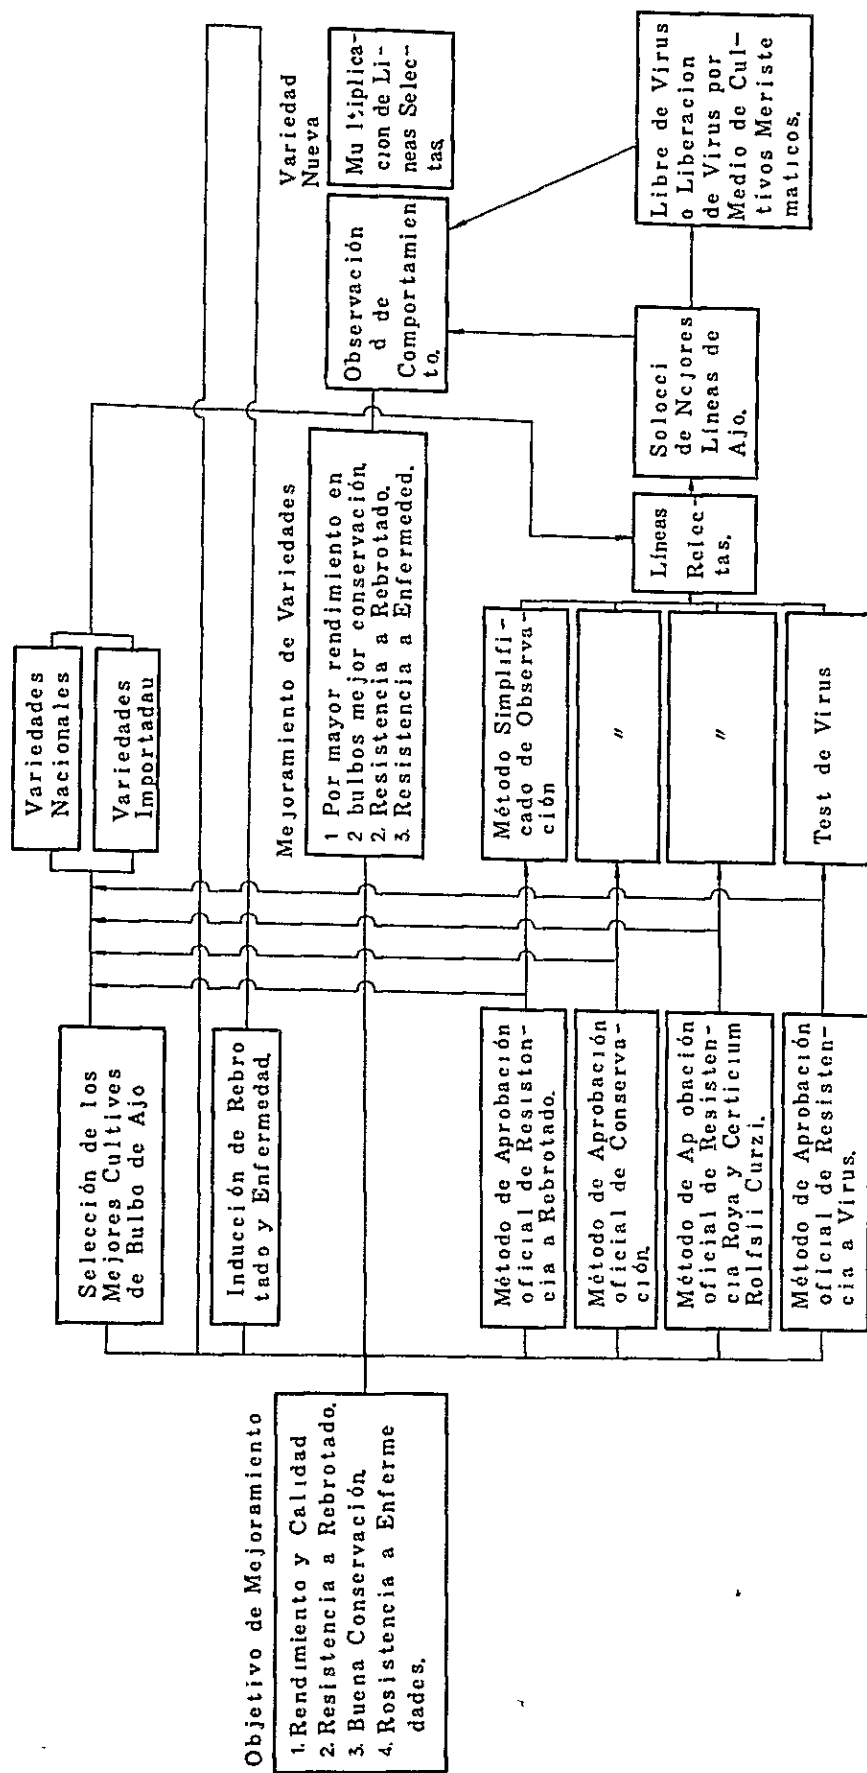 Objetivo de Mejoramiento
1. Rendimiento y Calidad
2. Resistencia a Rebrotado.
3. Buena Conservación
4. Rosistencia a Enferme
dades.
Selección de los
Mejores Cultives
de Bulbo de Ajo
Inducción de Rebro
tado y Enfermedad.
Método de Aprobación
oficial de Resiston-
cia a Rebrotado.
Método de Aprobación
oficial de Conserva-
ción.
Método de Ap obación
oficial de Resisten-
cia Roya y Certicium
Rolfsii Curzi.
Método de Aprobación
oficial de Resisten-
cia a Virus.
Variedades
Nacionales
Variedades
Importadau
Mejoramiento de Variedades
1 Por mayor rendimiento en
2 bulbos mejor conservación.
2. Resistencia a Rebrotado.
3. Resistencia a Enfermeded.
Método Simplifi-
cado de Observa-
ción
〃
〃
Test de Virus
Líneas
Relec-
tas.
Solocci
de Ncjores
Líneas de
Ajo.
Observación
d de
Comportamien
to.
Variedad
Nueva
Multiplica-
cion de Li-
neas Selec-
tas.
Libre de Virus
o Liberacion
de Virus por
Medio de Cul-
tivos Meriste
maticos.